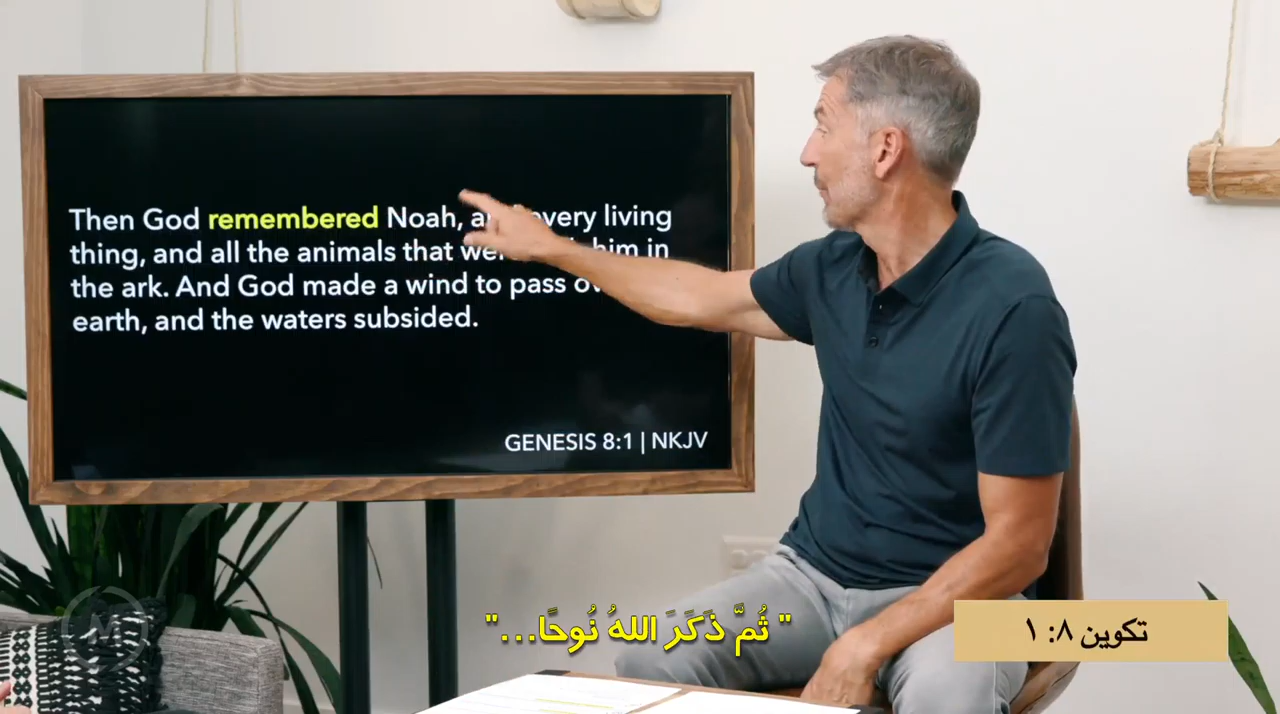 Then God remembered Noah, every living
thing, and all the animals that him in
the ark. And God made a wind to pass
earth, and the waters subsided.
GENESIS 8:1 | NKJV
" ثُمَّ ذَكَرَ اللهُ نُوحًا..."
تكوين ٨: ١
M